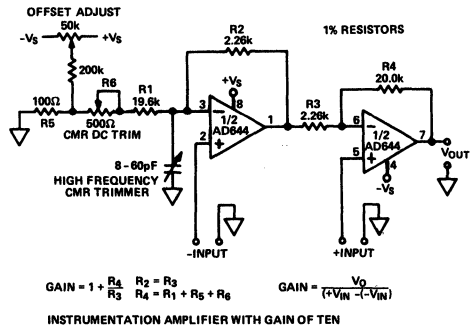 OFFSET ADJUST
50k
–VS +VS
200k
R6
100Ω
R5
500Ω
CMR DC TRIM
R1
19.6k
8–60pF
HIGH FREQUENCY
CMR TRIMMER
R2
2.26k
+VS
8
3
2
1
1/2
AD644
–INPUT
1% RESISTORS
R3
2.26k
R4
20.0k
6
5
7
1/2
AD644
4
–VS
VOUT
+INPUT
GAIN = 1 + R4/R3
R2 = R3
R4 = R1 + R5 + R6
GAIN = VO/(+VIN –(–VIN)
INSTRUMENTATION AMPLIFIER WITH GAIN OF TEN